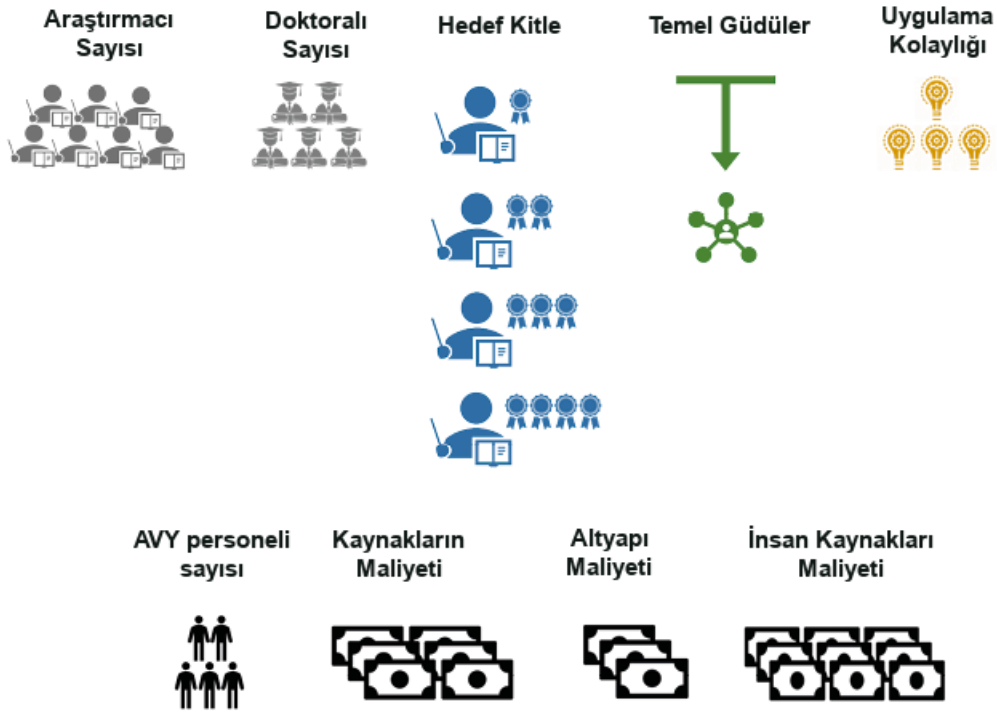 Araştırmacı
Sayısı
Doktoralı
Sayısı
Hedef Kitle
Temel Güdüler
Uygulama
Kolaylığı
AVY personeli
sayısı
Kaynakların
Maliyeti
Altyapı
Maliyeti
İnsan Kaynakları
Maliyeti